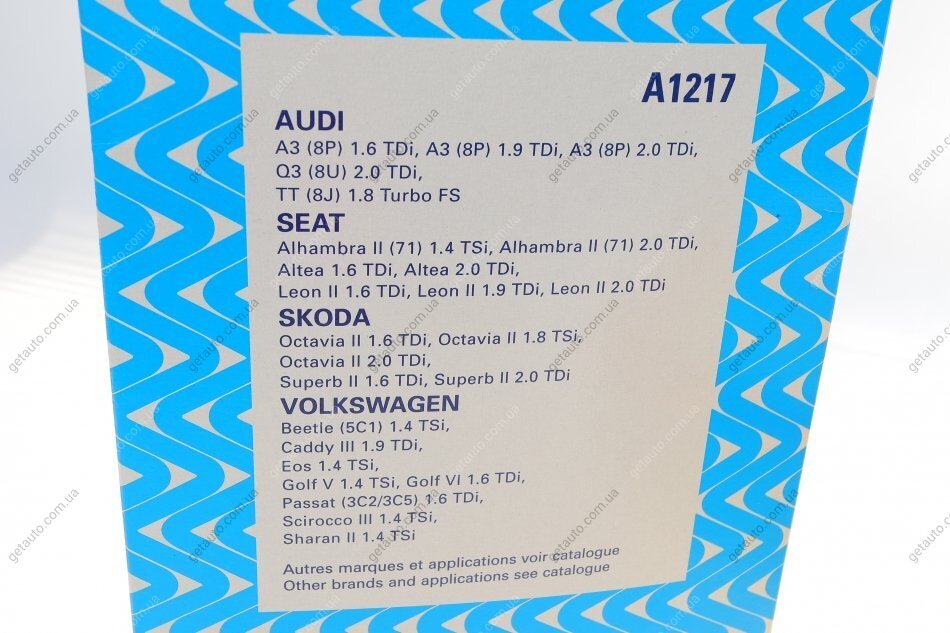 A1217
AUDI
A3 (8P) 1.6 TDi, A3 (8P) 1.9 TDi, A3 (8P) 2.0 TDi,
Q3 (8U) 2.0 TDi,
TT (8J) 1.8 Turbo FS
SEAT
Alhambra II (71) 1.4 TSi, Alhambra II (71) 2.0 TDi,
Altea 1.6 TDi, Altea 2.0 TDi,
Leon II 1.6 TDi, Leon II 1.9 TDi, Leon II 2.0 TDi
SKODA
Octavia II 1.6 TDi, Octavia II 1.8 TSi,
Octavia II 2.0 TDi,
Superb II 1.6 TDi, Superb II 2.0 TDi
VOLKSWAGEN
Beetle (5C1) 1.4 TSi,
Caddy III 1.9 TDi,
Eos 1.4 TSi,
Golf V 1.4 TSi, Golf VI 1.6 TDi,
Passat (3C2/3C5) 1.6 TDi,
Scirocco III 1.4 TSi,
Sharan II 1.4 TSi
Autres marques et applications voir catalogue
Other brands and applications see catalogue
getauto.com.ua